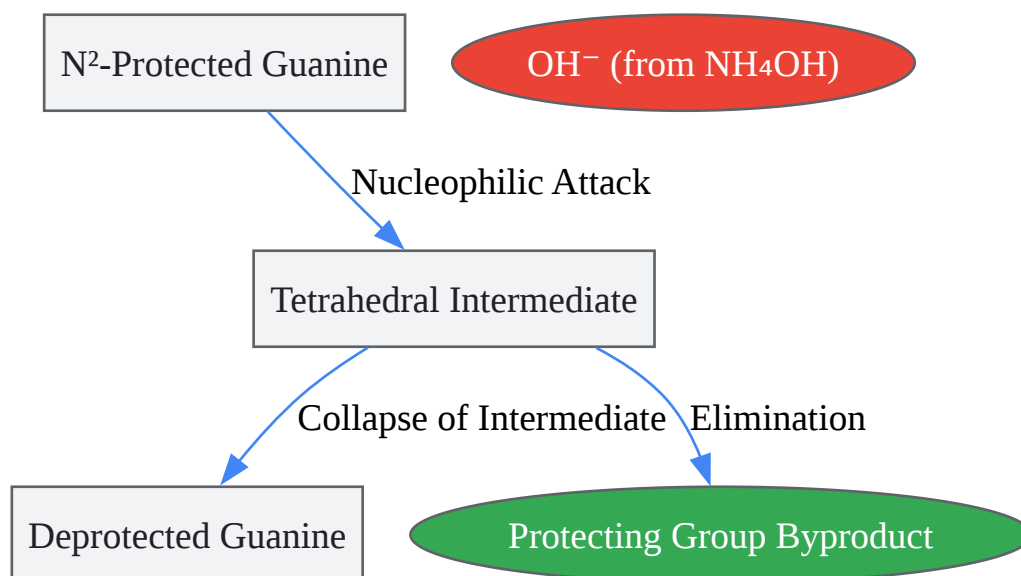 N²-Protected Guanine
OH⁻ (from NH₄OH)
Nucleophilic Attack
Tetrahedral Intermediate
Collapse of Intermediate
Elimination
Deprotected Guanine
Protecting Group Byproduct